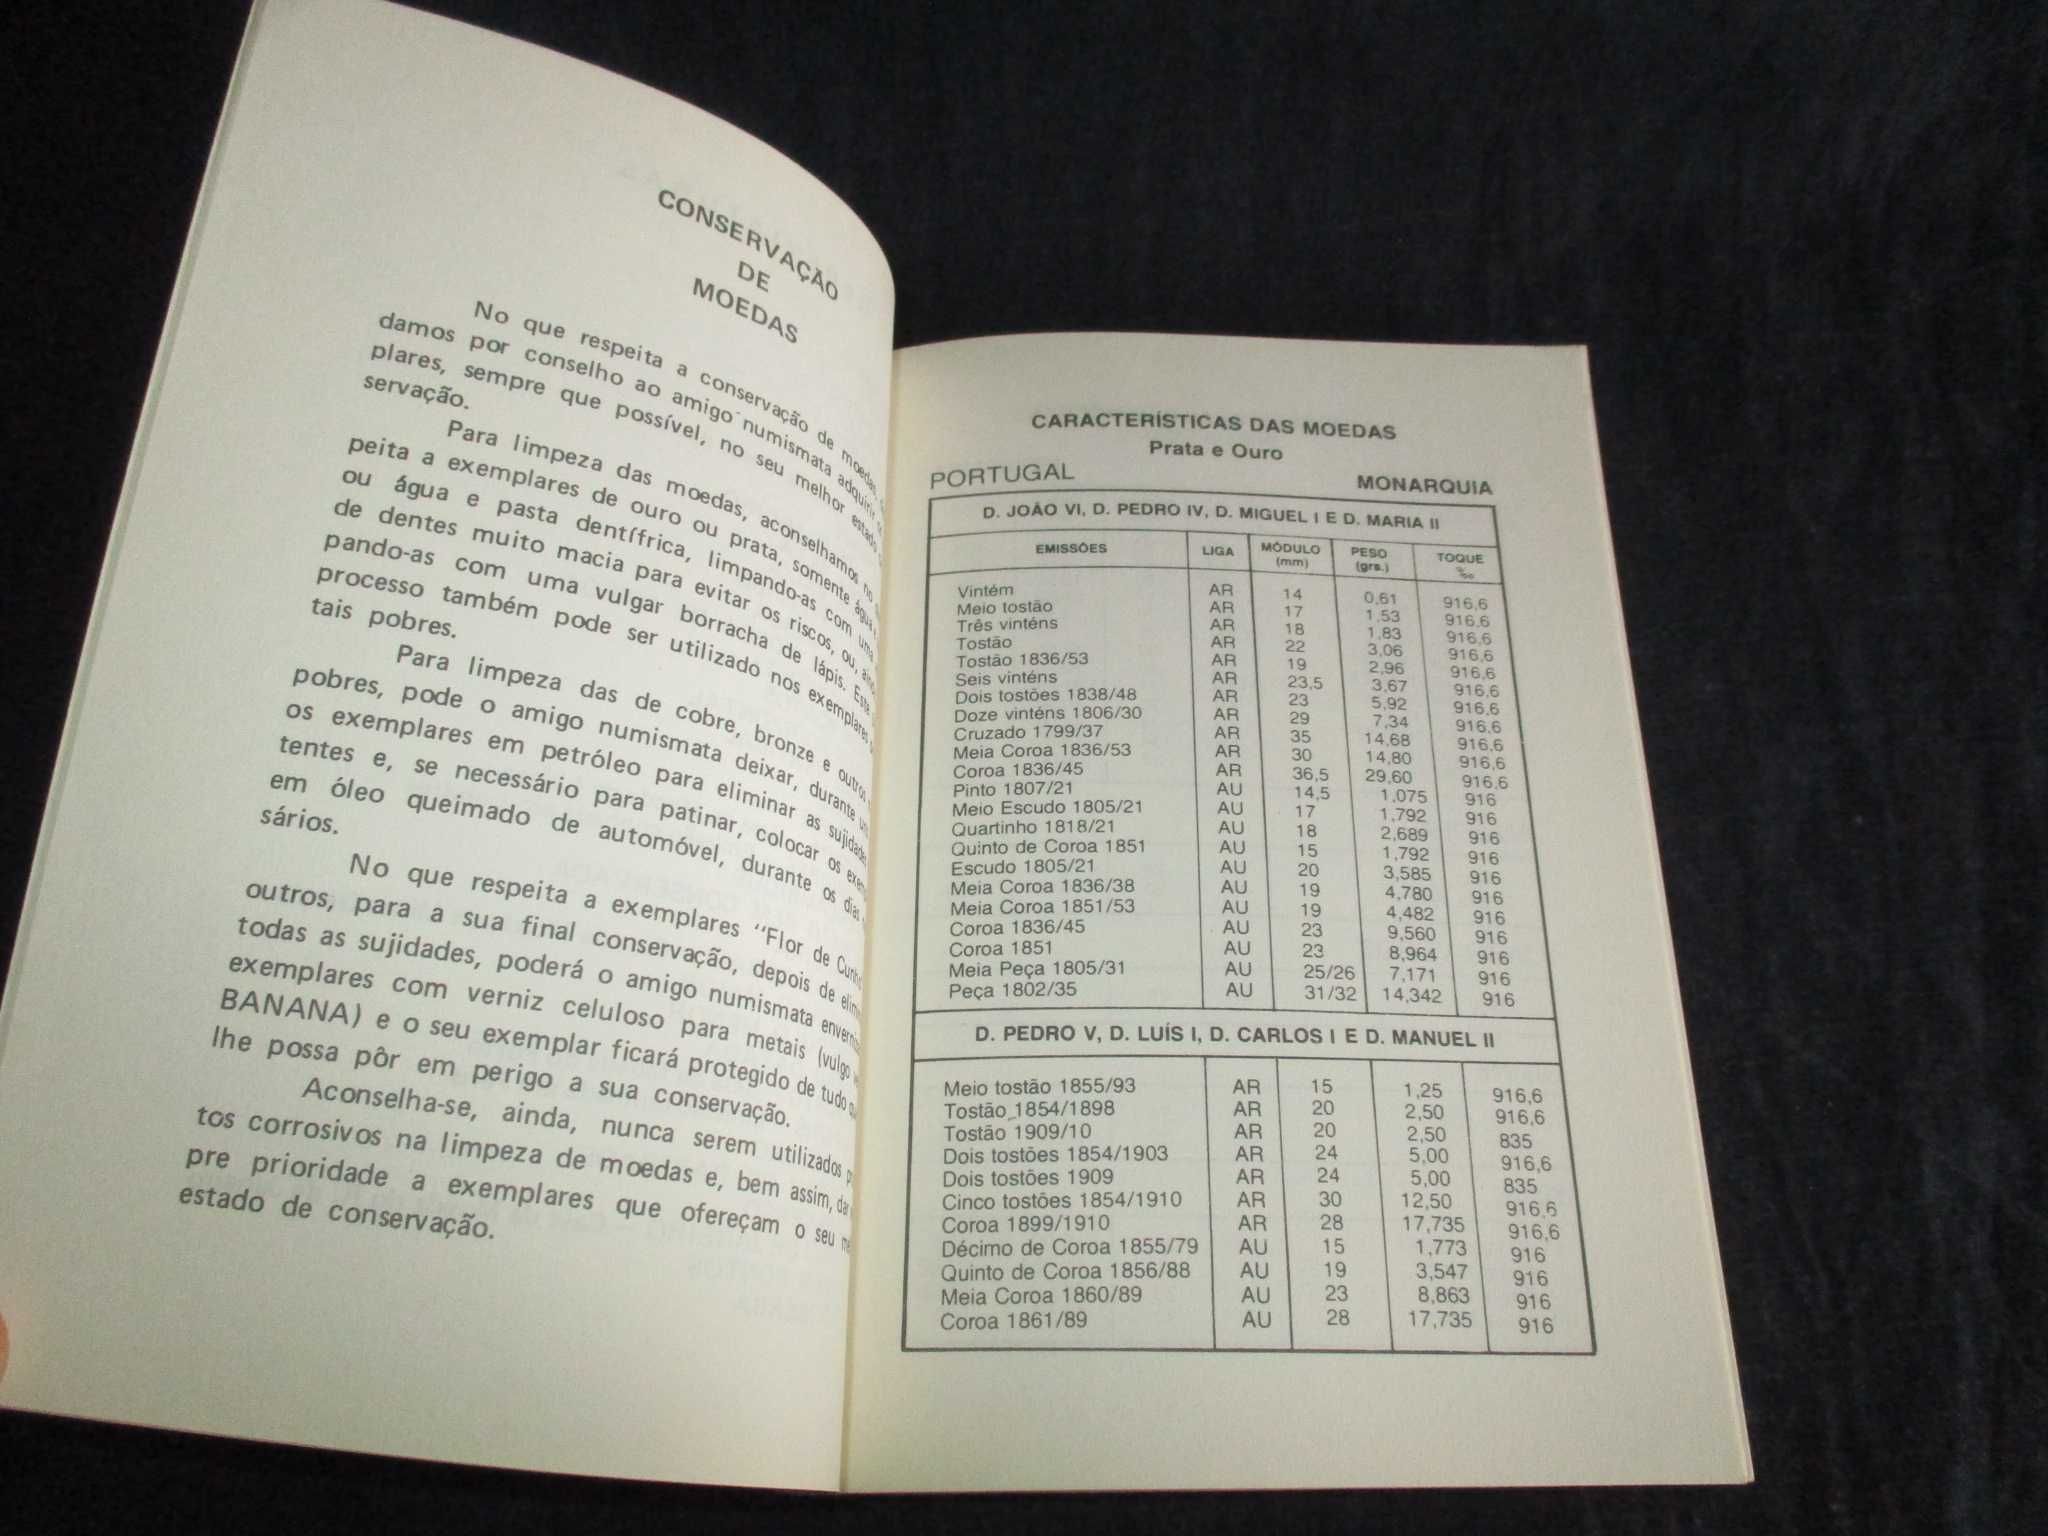 CONSERVAÇÃO
DE
MOEDAS
No que respeita a conservação de moedas,
damos por conselho ao amigo numismata adquirir
plares, sempre que possível, no seu melhor estado
servação.
Para limpeza das moedas, aconselhamos no
peita a exemplares de ouro ou prata, somente água
ou água e pasta dentífrica, limpando-as com uma
de dentes muito macia para evitar os riscos, ou,
pando-as com uma vulgar borracha de lápis. Este
processo também pode ser utilizado nos exemplares
tais pobres.
Para limpeza das de cobre, bronze e outros
pobres, pode o amigo numismata deixar, durante
os exemplares em petróleo para eliminar as sujidades
tentes e, se necessário para patinar, colocar os
em óleo queimado de automóvel, durante os dias
sários.
No que respeita a exemplares "Flor de Cunho
outros, para a sua final conservação, depois de
todas as sujidades, poderá o amigo numismata
exemplares com verniz celuloso para metais (vulgo
BANANA) e o seu exemplar ficará protegido de tudo
lhe possa pôr em perigo a sua conservação.
Aconselha-se, ainda, nunca serem utilizados
tos corrosivos na limpeza de moedas e, bem assim, dar
pre prioridade a exemplares que ofereçam o seu
estado de conservação.
CARACTERÍSTICAS DAS MOEDAS
Prata e Ouro
PORTUGAL MONARQUIA
D. JOÃO VI, D. PEDRO IV, D. MIGUEL I E D. MARIA II
EMISSÕES LIGA MÓDULO (mm) PESO (grs.) TOQUE ‰
Vintém AR 14 0,61 916,6
Meio tostão AR 17 1,53 916,6
Três vinténs AR 18 1,83 916,6
Tostão AR 22 3,06 916,6
Tostão 1836/53 AR 19 2,96 916,6
Seis vinténs AR 23,5 3,67 916,6
Dois tostões 1838/48 AR 23 5,92 916,6
Doze vinténs 1806/30 AR 29 7,34 916,6
Cruzado 1799/37 AR 35 14,68 916,6
Meia Coroa 1836/53 AR 30 14,80 916,6
Coroa 1836/45 AR 36,5 29,60 916,6
Pinto 1807/21 AU 14,5 1,075 916
Meio Escudo 1805/21 AU 17 1,792 916
Quartinho 1818/21 AU 18 2,689 916
Quinto de Coroa 1851 AU 15 1,792 916
Escudo 1805/21 AU 20 3,585 916
Meia Coroa 1836/38 AU 19 4,780 916
Meia Coroa 1851/53 AU 19 4,482 916
Coroa 1836/45 AU 23 9,560 916
Coroa 1851 AU 23 8,964 916
Meia Peça 1805/31 AU 25/26 7,171 916
Peça 1802/35 AU 31/32 14,342 916
D. PEDRO V, D. LUÍS I, D. CARLOS I E D. MANUEL II
Meio tostão 1855/93 AR 15 1,25 916,6
Tostão 1854/1898 AR 20 2,50 916,6
Tostão 1909/10 AR 20 2,50 835
Dois tostões 1854/1903 AR 24 5,00 916,6
Dois tostões 1909 AR 24 5,00 835
Cinco tostões 1854/1910 AR 30 12,50 916,6
Coroa 1899/1910 AR 28 17,735 916,6
Décimo de Coroa 1855/79 AU 15 1,773 916
Quinto de Coroa 1856/88 AU 19 3,547 916
Meia Coroa 1860/89 AU 23 8,863 916
Coroa 1861/89 AU 28 17,735 916